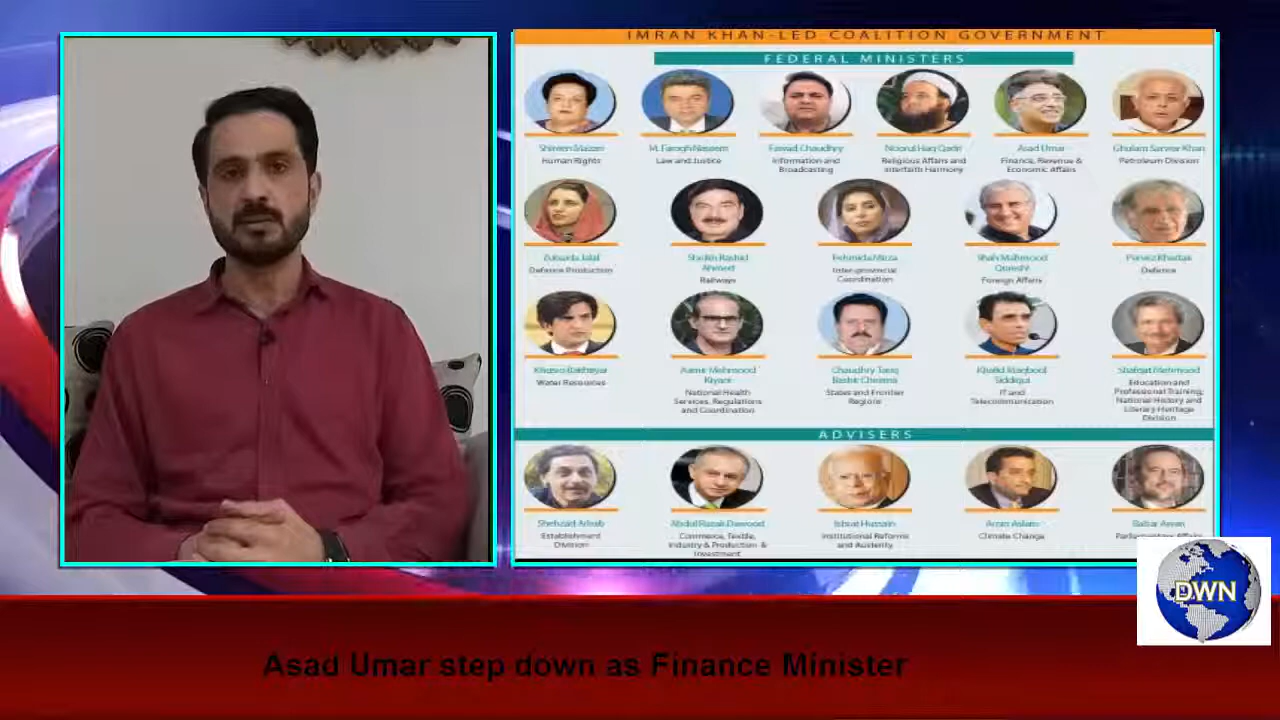 IMRAN KHAN-LED COALITION GOVERNMENT
FEDERAL MINISTERS
Shireen Mazari
M. Farogh Naseem
Fawad Chaudhry
Noorul Haq Qadri
Asad Umar
Ghulam Sarwar Khan
Human Rights
Law and Justice
Information and
Broadcasting
Religious Affairs and
Interfaith Harmony
Finance, Revenue &
Economic Affairs
Petroleum Division
Zubaida Jalal
Sheikh Rashid
Ahmed
Fehmida Mirza
Shah Mahmood
Qureshi
Pervez Khattak
Defence Production
Railways
Inter-provincial
Coordination
Foreign Affairs
Defence
Khusro Bakhtiyar
Aamir Mehmood
Kiyani
Chaudhry Tariq
Bashir Cheema
Khalid Maqbool
Siddiqui
Shafqat Mehmood
Water Resources
National Health
Services, Regulations
and Coordination
States and Frontier
Regions
IT and
Telecommunication
Education and
Professional Training,
National History and
Literary Heritage
Division
ADVISERS
Shehzad Arbab
Abdul Razak Dawood
Ishrat Hussain
Amin Aslam
Babar Awan
Establishment
Division
Commerce, Textile,
Industry & Production &
Investment
Institutional Reforms
and Austerity
Climate Change
Parliamentary Affairs
DWN
Asad Umar step down as Finance Minister